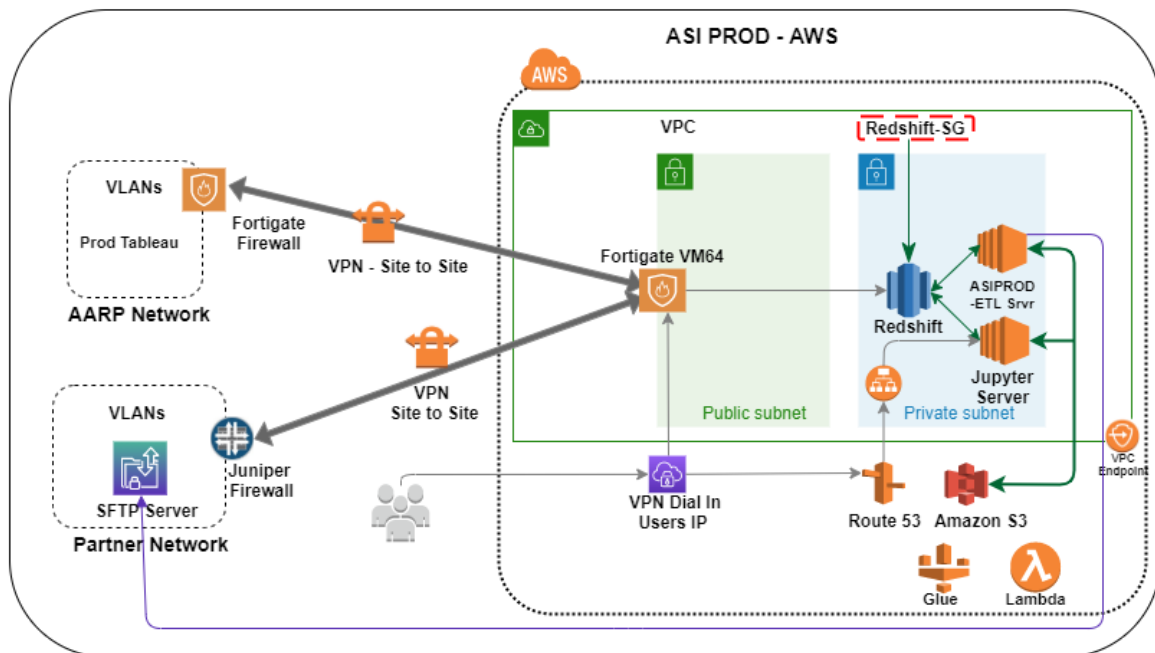 ASI PROD - AWS
AWS
VPC
Redshift-SG
VLANs
Prod Tableau
Fortigate
Firewall
AARP Network
VPN - Site to Site
Fortigate VM64
Redshift
ASIPROD
-ETL Srvr
Jupyter
Server
Public subnet
Private subnet
VPN
Site to Site
VLANs
SFTP Server
Juniper
Firewall
Partner Network
VPN Dial In
Users IP
Route 53
Amazon S3
VPC
Endpoint
Glue
Lambda